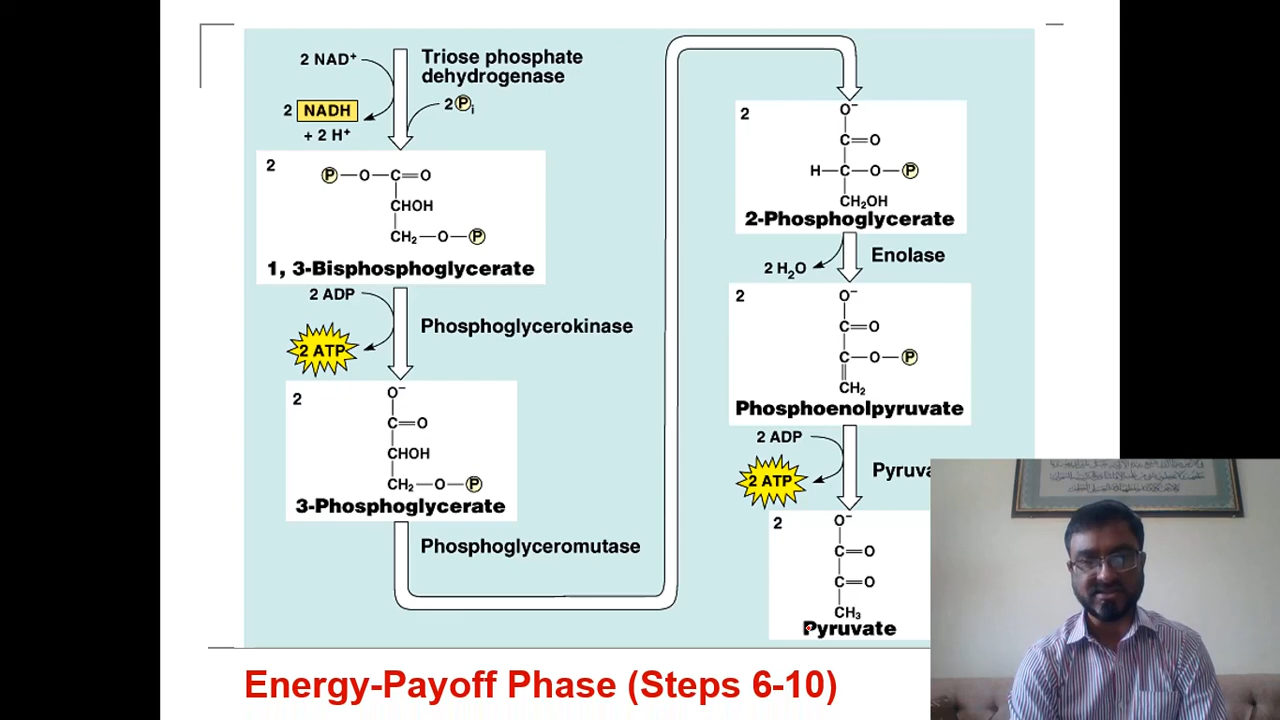 2 NAD⁺
Triose phosphate
dehydrogenase
2 NADH
+ 2 H⁺
2 Pᵢ
2
P—O—C=O
CHOH
CH₂—O—P
1, 3-Bisphosphoglycerate
2 ADP
Phosphoglycerokinase
2 ATP
2
O⁻
C=O
CHOH
CH₂—O—P
3-Phosphoglycerate
Phosphoglyceromutase
2
O⁻
C=O
H—C—O—P
CH₂OH
2-Phosphoglycerate
Enolase
2 H₂O
2
O⁻
C=O
C—O—P
CH₂
Phosphoenolpyruvate
2 ADP
2 ATP
Pyruva
2
O⁻
C=O
C=O
CH₃
Pyruvate
Energy-Payoff Phase (Steps 6-10)